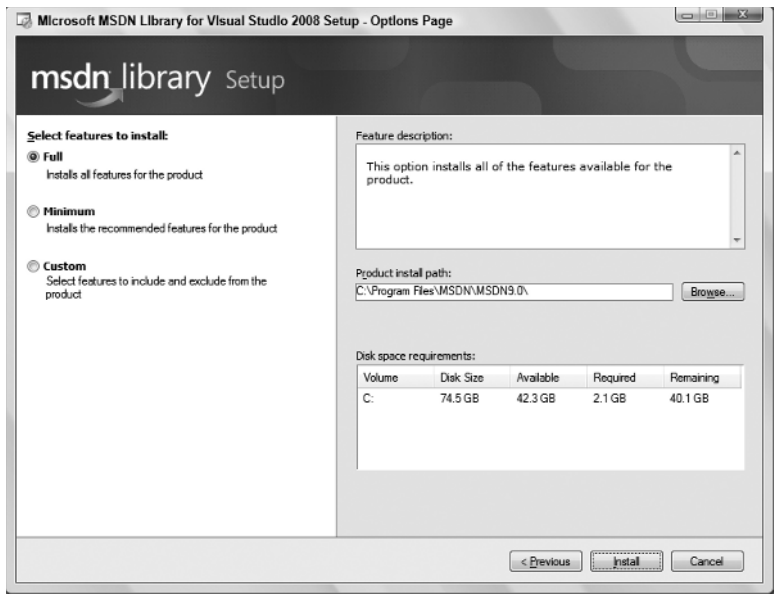 Microsoft MSDN Library for Visual Studio 2008 Setup - Options Page
msdn library Setup
Select features to install:
Full
Installs all features for the product
Minimum
Installs the recommended features for the product
Custom
Select features to include and exclude from the
product
Feature description:
This option installs all of the features available for the
product.
Product install path:
C:\Program Files\MSDN\MSDN9.0\
Browse...
Disk space requirements:
Volume Disk Size Available Required Remaining
C: 74.5 GB 42.3 GB 2.1 GB 40.1 GB
< Previous Install Cancel